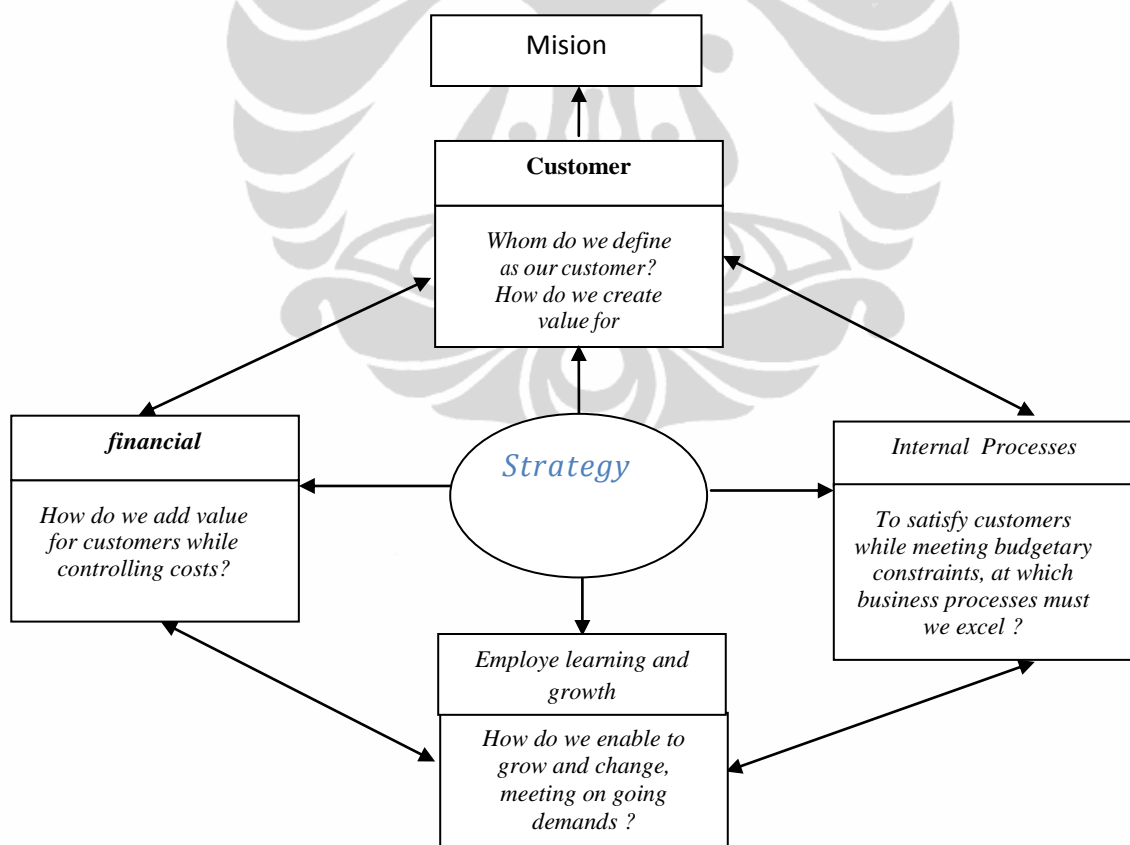 Mision
Customer
Whom do we define
as our customer?
How do we create
value for
financial
How do we add value
for customers while
controlling costs?
Strategy
Internal Processes
To satisfy customers
while meeting budgetary
constraints, at which
business processes must
we excel ?
Employe learning and
growth
How do we enable to
grow and change,
meeting on going
demands ?